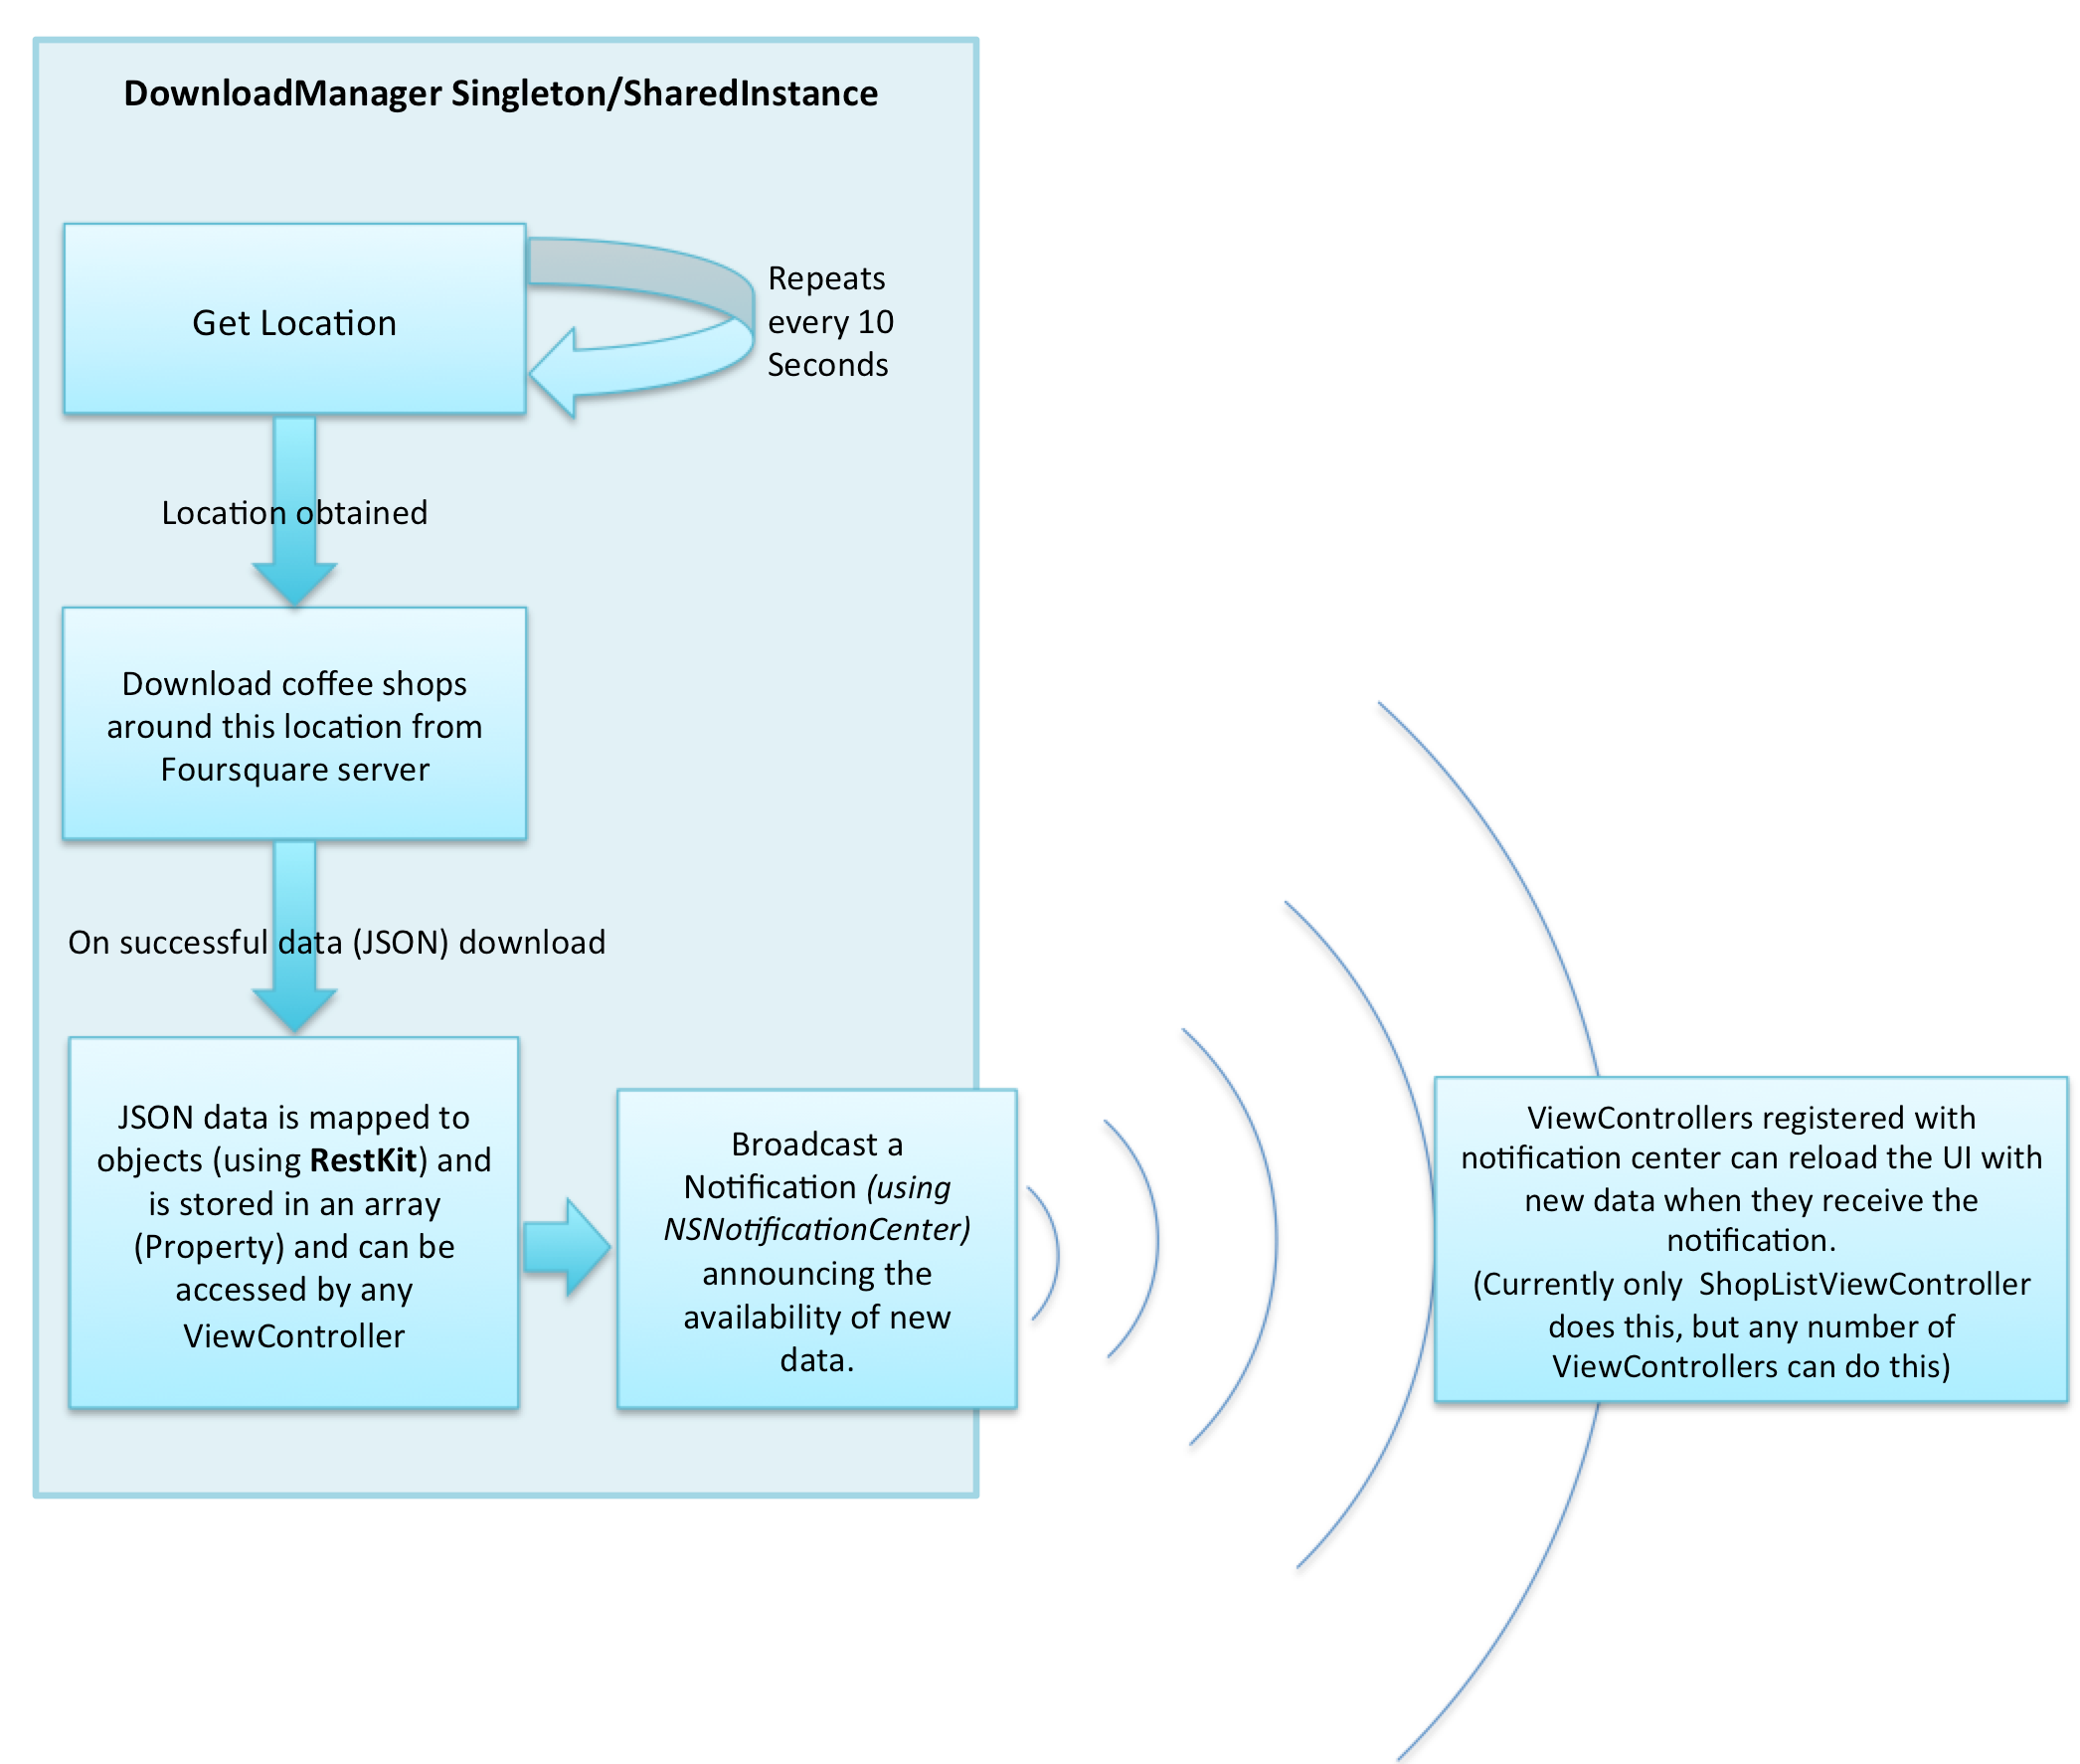 DownloadManager Singleton/SharedInstance
Get Location
Repeats
every 10
Seconds
Location obtained
Download coffee shops
around this location from
Foursquare server
On successful data (JSON) download
JSON data is mapped to
objects (using RestKit) and
is stored in an array
(Property) and can be
accessed by any
ViewController
Broadcast a
Notification (using
NSNotificationCenter)
announcing the
availability of new
data.
ViewControllers registered with
notification center can reload the UI with
new data when they receive the
notification.
(Currently only  ShopListViewController
does this, but any number of
ViewControllers can do this)